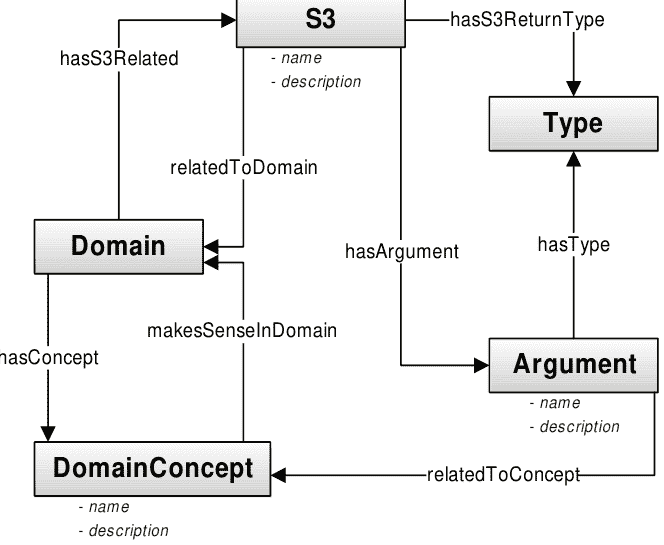 S3
hasS3ReturnType
hasS3Related
- name
- description
Type
relatedToDomain
Domain
hasArgument
hasType
makesSenseInDomain
hasConcept
Argument
- name
- description
DomainConcept
relatedToConcept
- name
- description